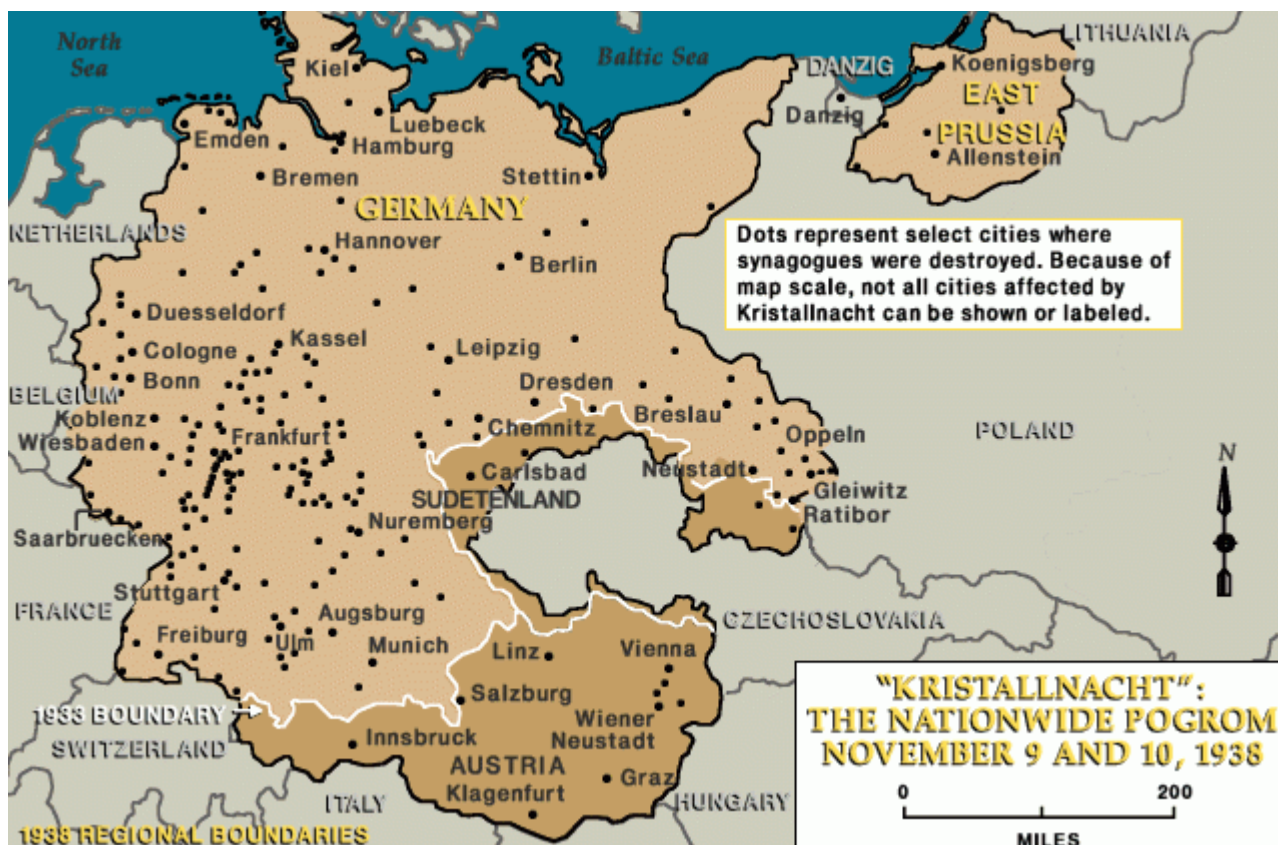 North
Sea
Baltic Sea
LITHUANIA
Kiel
DANZIG
Koenigsberg
EAST
PRUSSIA
Luebeck
Danzig
Emden
Hamburg
Allenstein
Bremen
Stettin
GERMANY
NETHERLANDS
Hannover
Berlin
Dots represent select cities where
synagogues were destroyed. Because of
map scale, not all cities affected by
Kristallnacht can be shown or labeled.
Duesseldorf
Kassel
Cologne
Leipzig
Bonn
Dresden
BELGIUM
Breslau
Koblenz
Chemnitz
Oppeln
Wiesbaden
Frankfurt
POLAND
N
Carlsbad
Neustadt
SUDETENLAND
Gleiwitz
Nuremberg
Ratibor
Saarbruecken
Stuttgart
FRANCE
Augsburg
CZECHOSLOVAKIA
Freiburg
Ulm
Munich
Linz
Vienna
Salzburg
1933 BOUNDARY
Wiener
Neustadt
SWITZERLAND
Innsbruck
AUSTRIA
Graz
Klagenfurt
ITALY
HUNGARY
1938 REGIONAL BOUNDARIES
"KRISTALLNACHT":
THE NATIONWIDE POGROM
NOVEMBER 9 AND 10, 1938
0 200
MILES